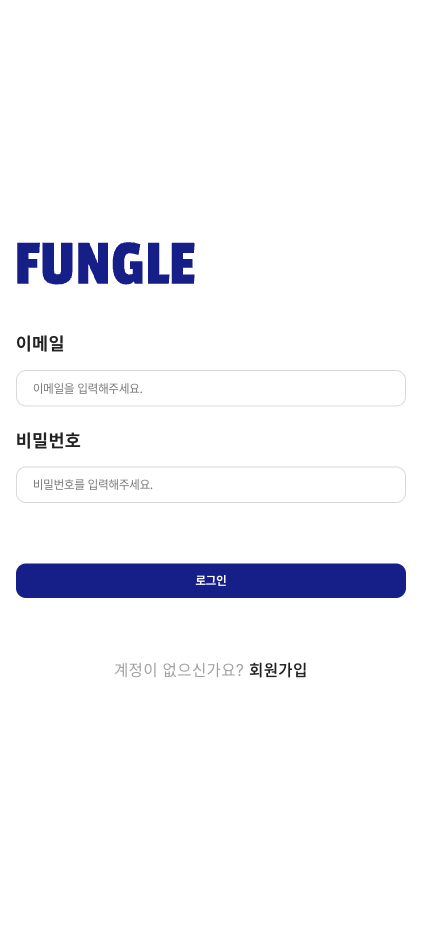 FUNGLE
이메일
이메일을 입력해주세요.
비밀번호
비밀번호를 입력해주세요.
로그인
계정이 없으신가요? 회원가입